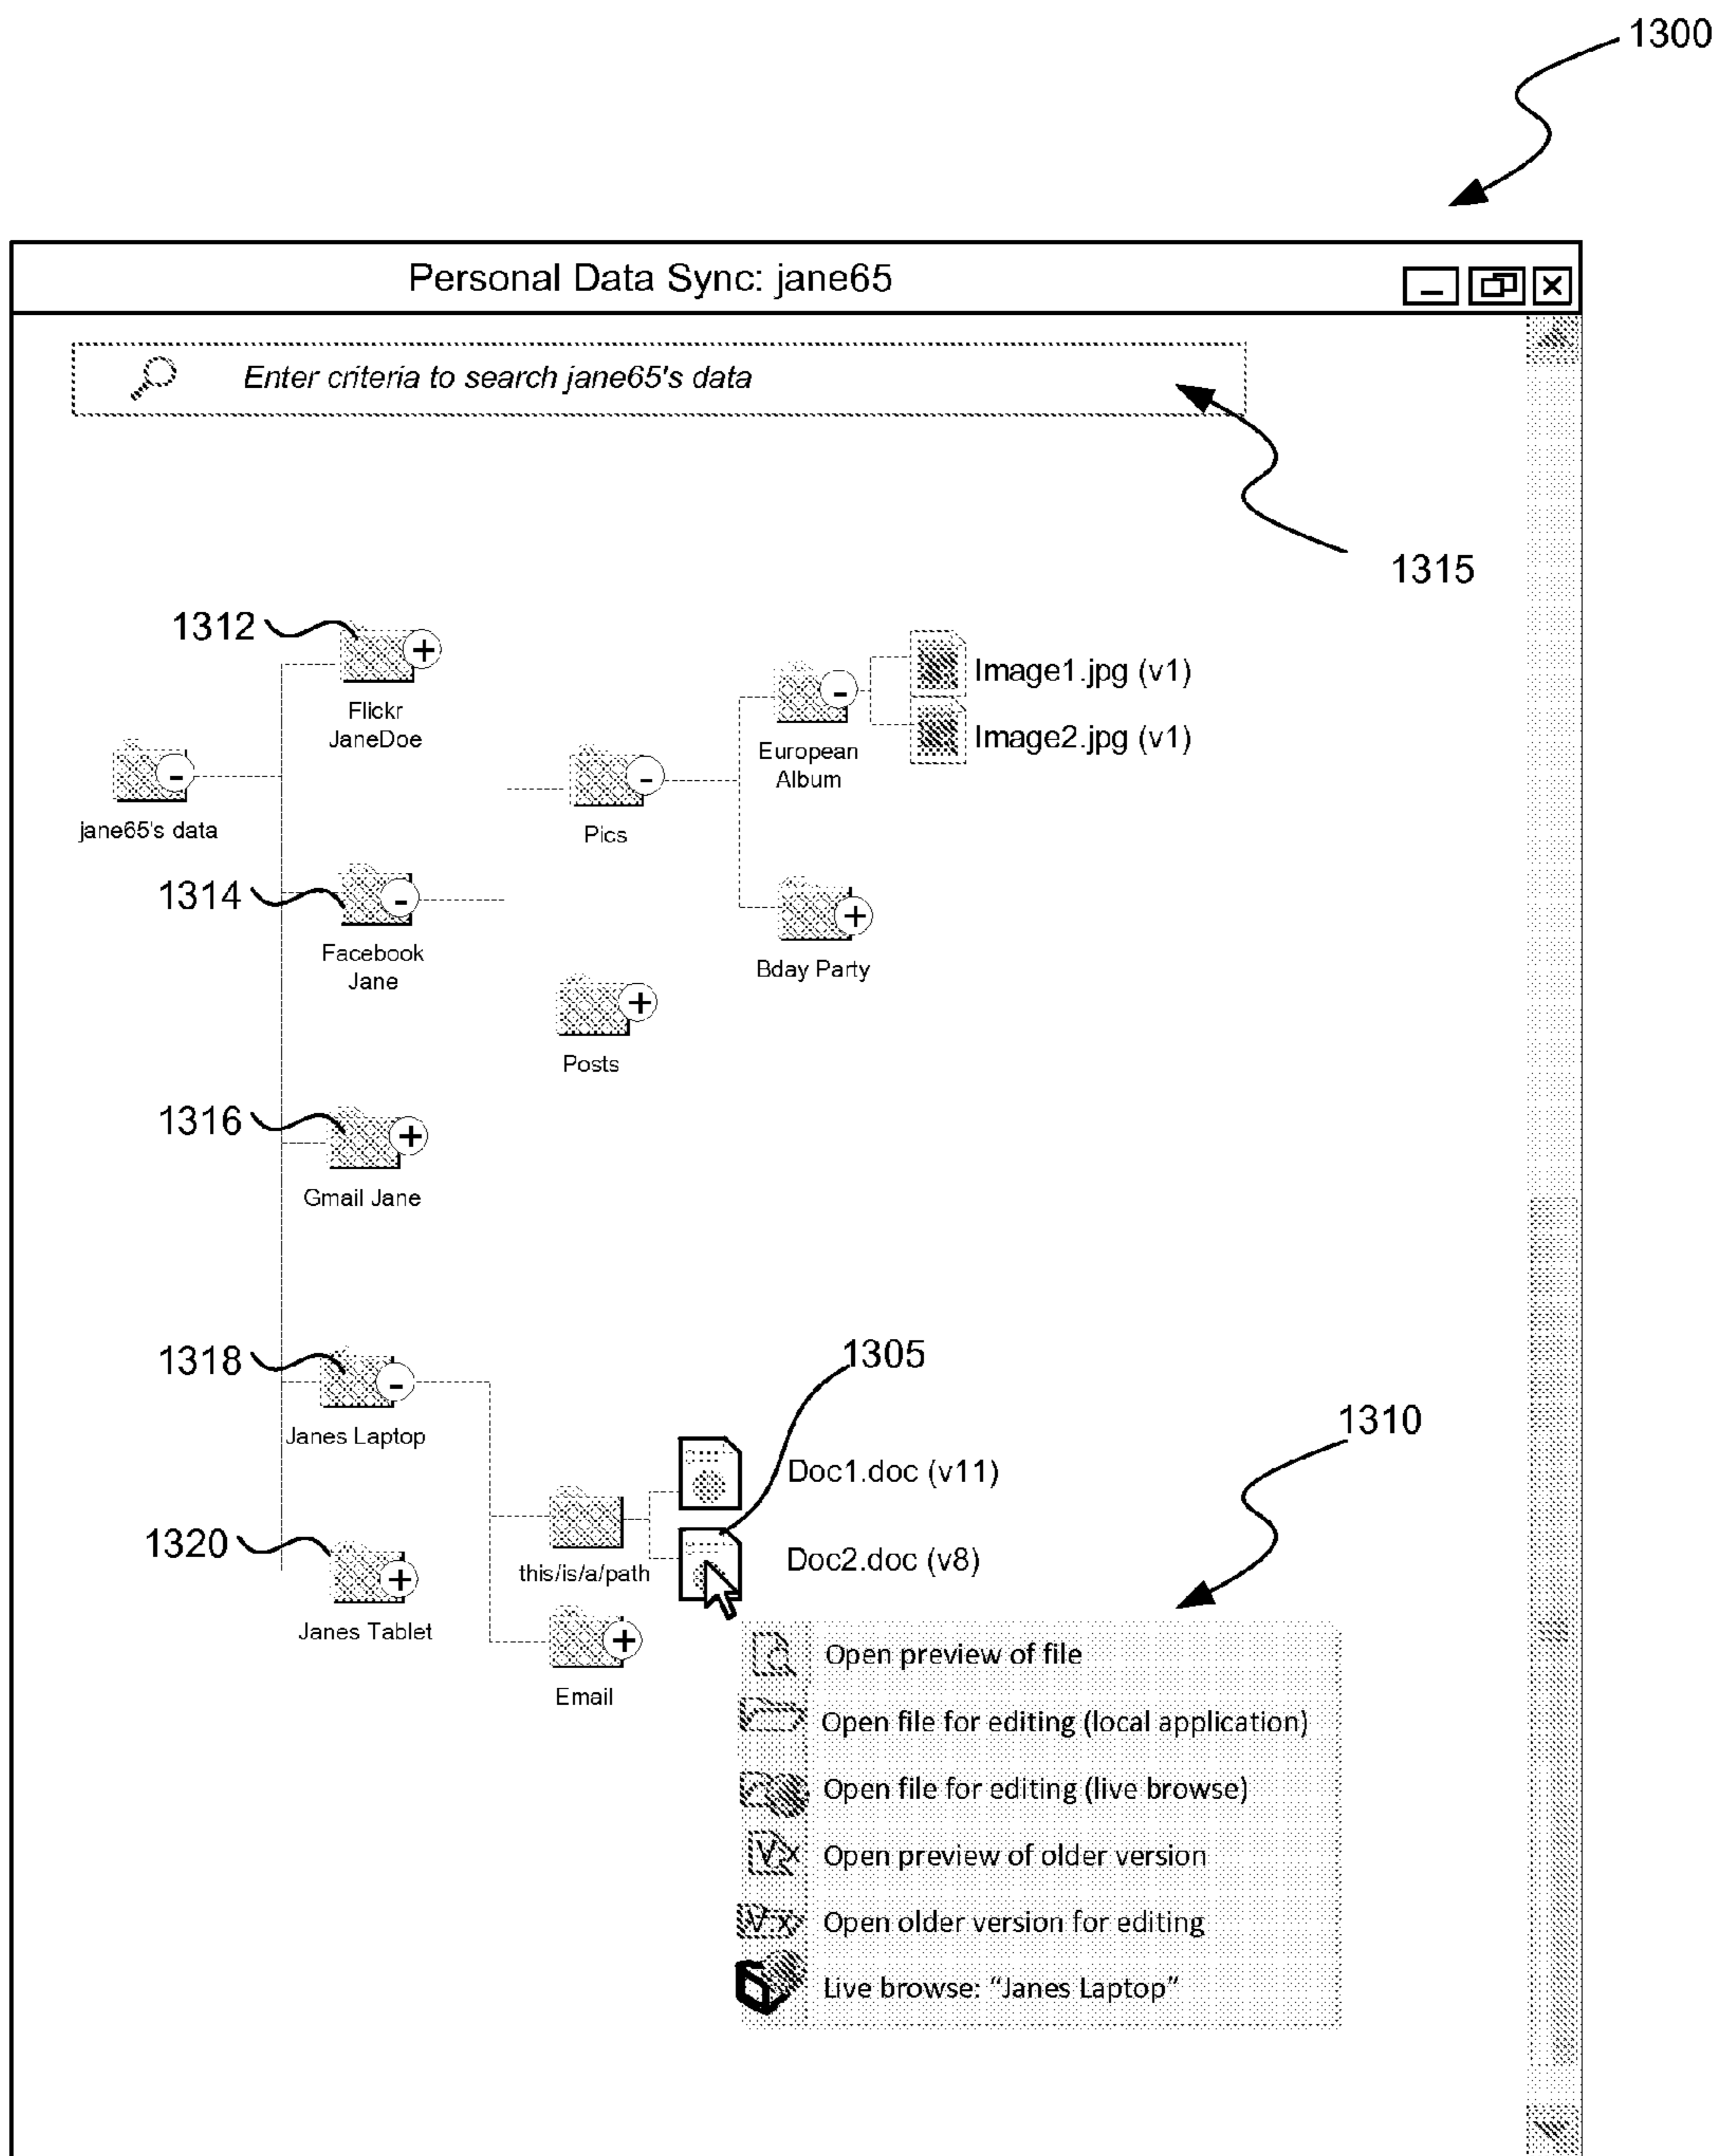 1300
Personal Data Sync: jane65
Enter criteria to search jane65's data
1315
1312
Flickr
JaneDoe
jane65's data
Pics
European
Album
Image1.jpg (v1)
Image2.jpg (v1)
1314
Facebook
Jane
Bday Party
Posts
1316
Gmail Jane
1318
Janes Laptop
1305
1310
Doc1.doc (v11)
1320
Janes Tablet
this/is/a/path
Doc2.doc (v8)
Email
Open preview of file
Open file for editing (local application)
Open file for editing (live browse)
V x Open preview of older version
V.x Open older version for editing
Live browse: “Janes Laptop”